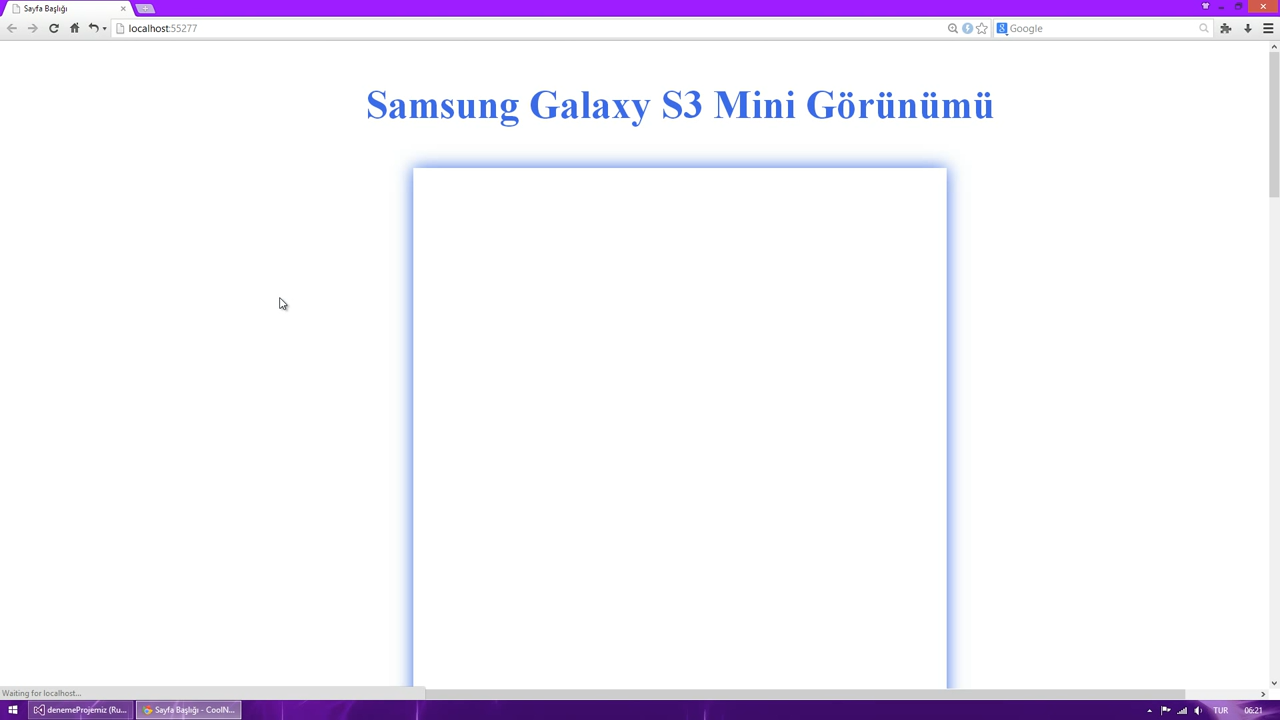 Sayfa Başlığı
localhost:55277
Google
Samsung Galaxy S3 Mini Görünümü
Waiting for localhost...
denemeProjemiz (Ru...
Sayfa Başlığı - CoolN...
TUR
06:21